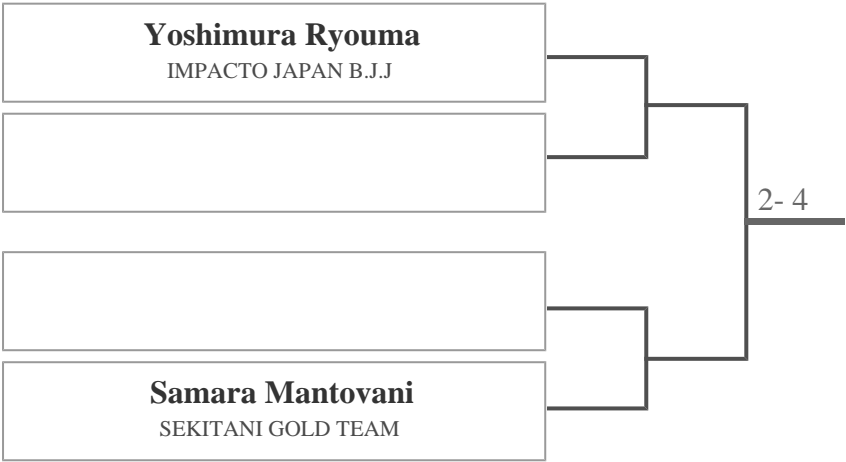 Yoshimura Ryouma
IMPACTO JAPAN B.J.J
2- 4
Samara Mantovani
SEKITANI GOLD TEAM